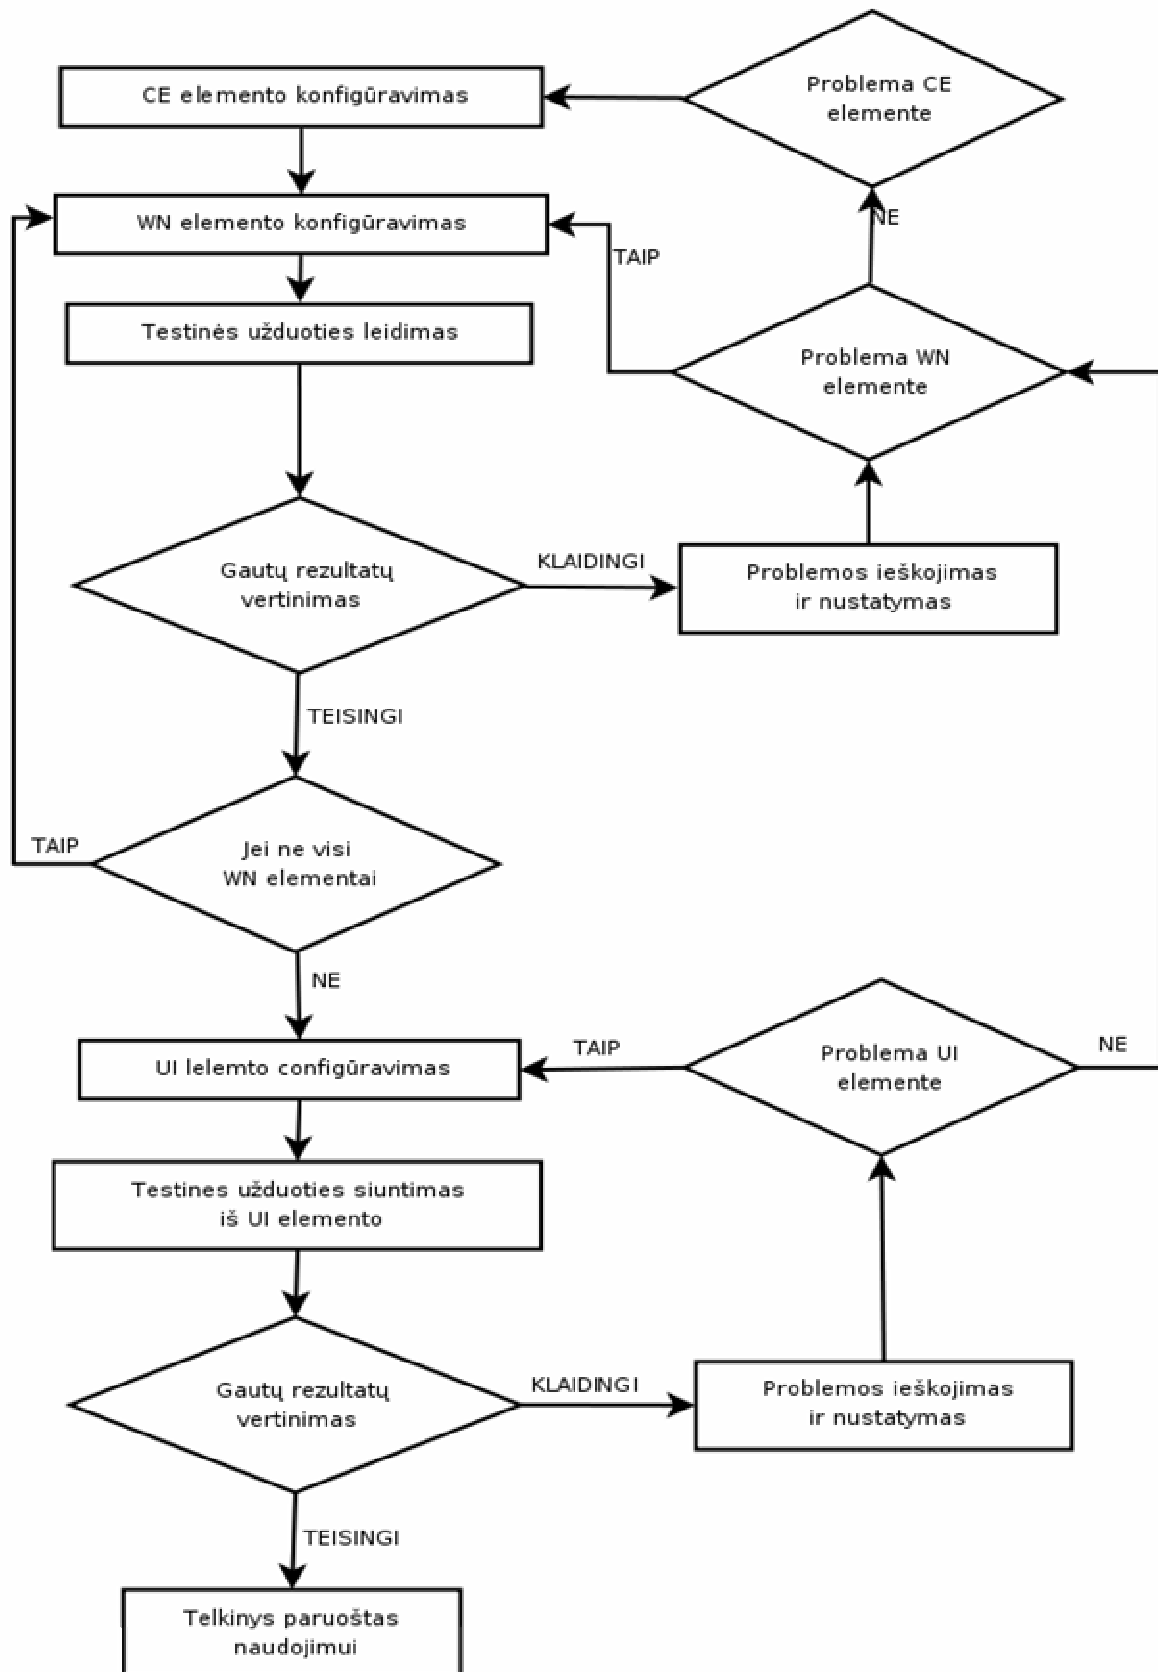 Problema CE
elemente
CE elemento konfigūravimas
WN elemento konfigūravimas
NE
TAIP
Testinės užduoties leidimas
Problema WN
elemente
Gautų rezultatų
vertinimas
KLAIDINGI
Problemos ieškojimas
ir nustatymas
TEISINGI
TAIP
Jei ne visi
WN elementai
NE
UI lelemto configūravimas
TAIP
Problema UI
elemente
NE
Testines užduoties siuntimas
iš UI elemento
Gautų rezultatų
vertinimas
KLAIDINGI
Problemos ieškojimas
ir nustatymas
TEISINGI
Telkinys paruoštas
naudojimui